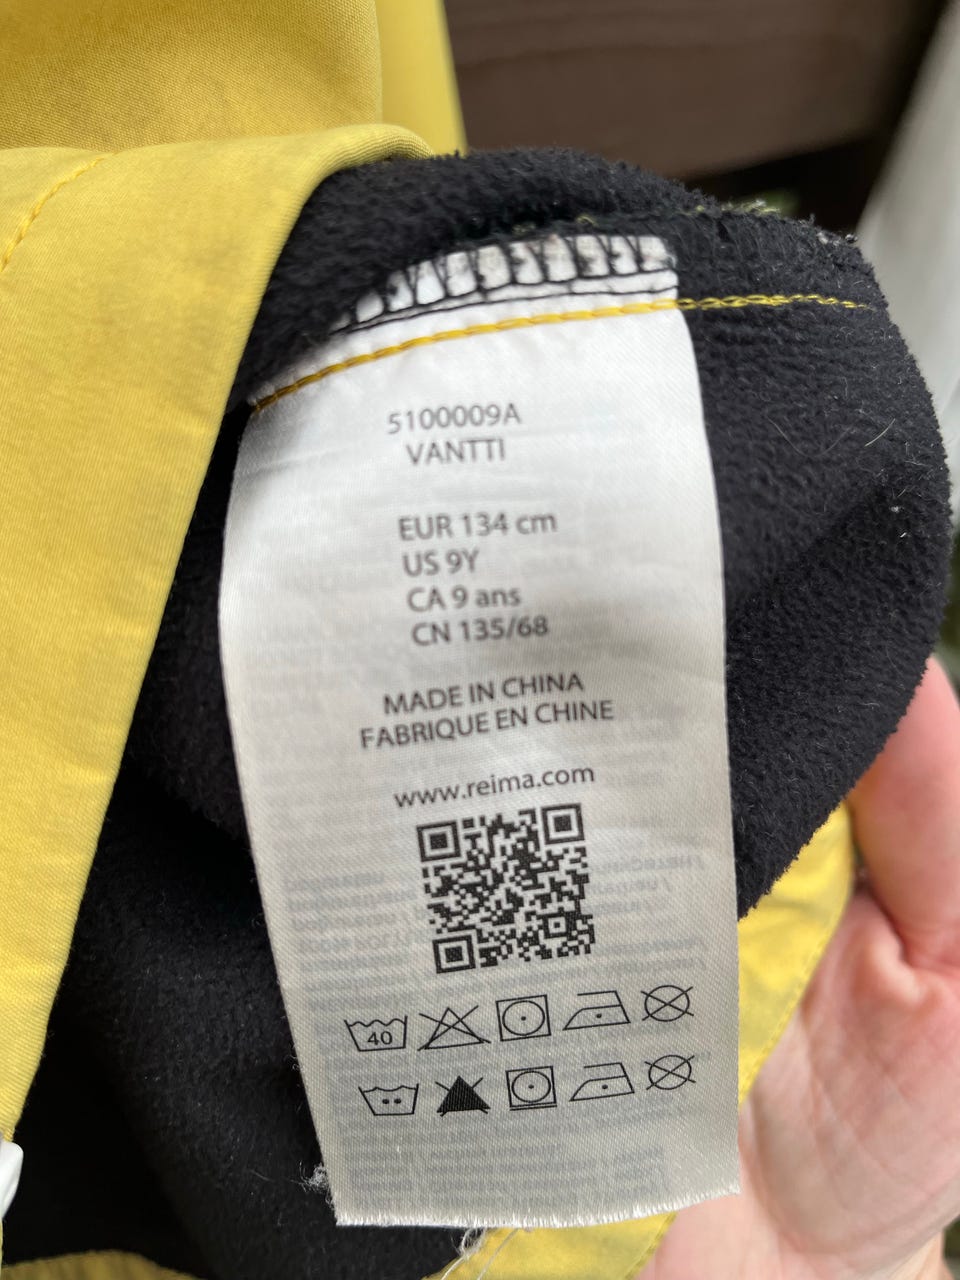 5100009A
VANTTI
EUR 134 cm
US 9Y
CA 9 ans
CN 135/68
MADE IN CHINA
FABRIQUE EN CHINE
www.reima.com
40